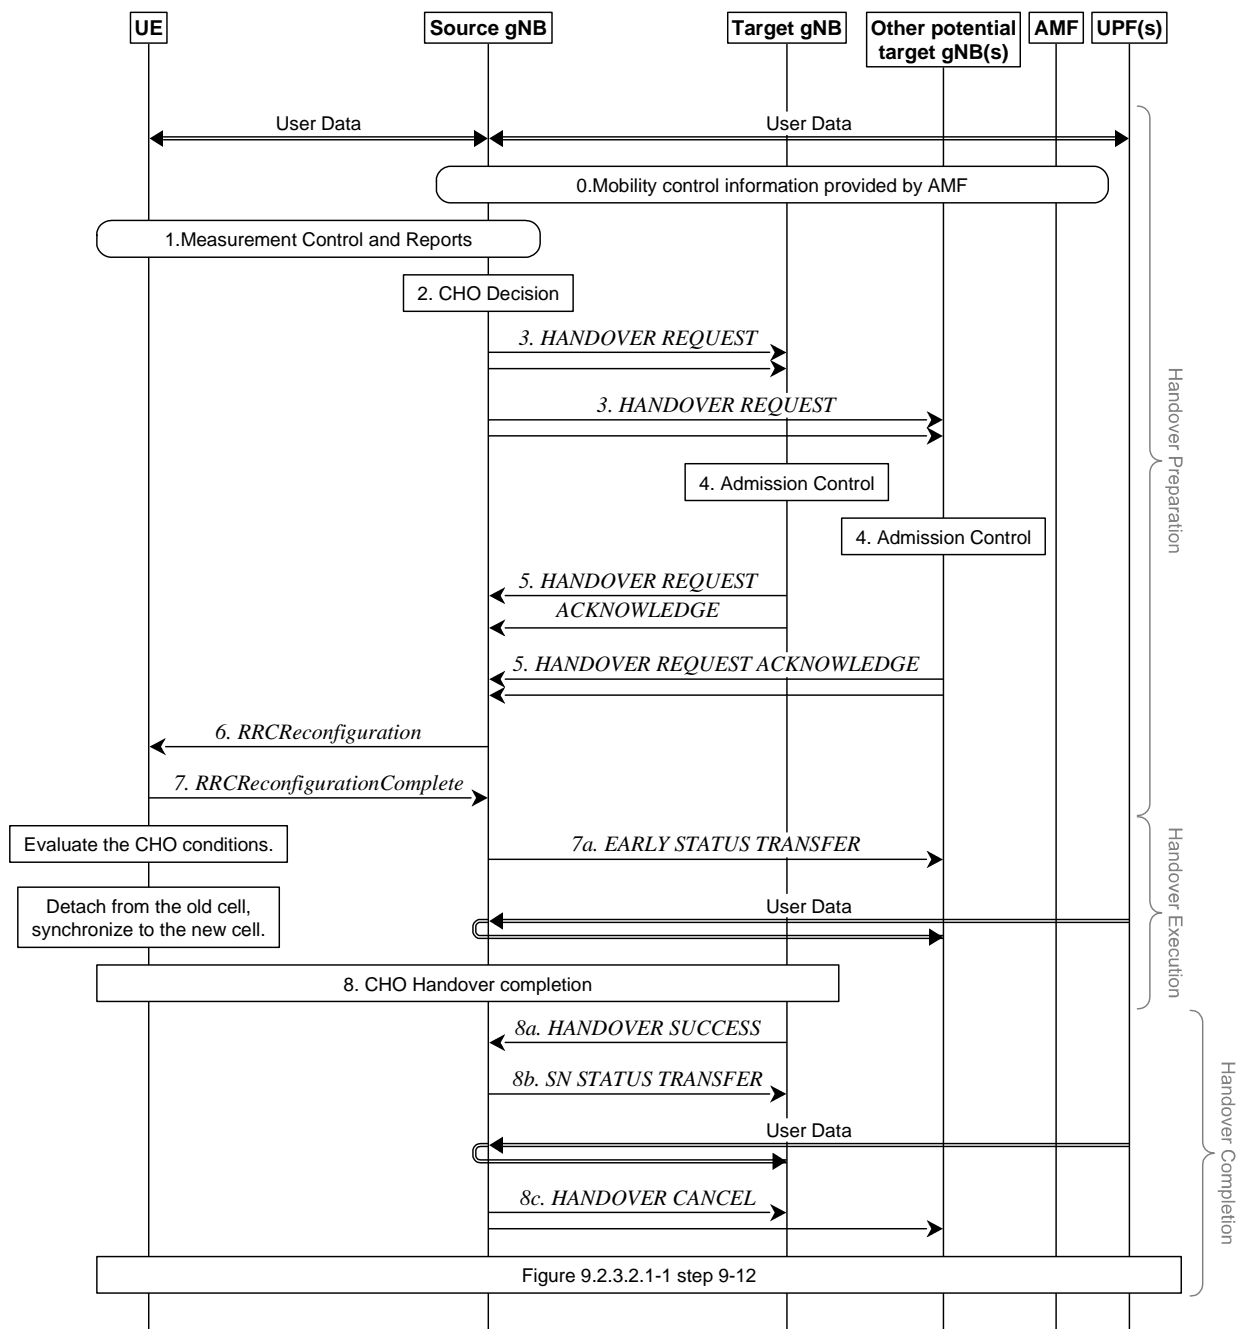 UE
Source gNB
Target gNB
Other potential
target gNB(s)
AMF
UPF(s)
User Data
User Data
0.Mobility control information provided by AMF
1.Measurement Control and Reports
2. CHO Decision
3. HANDOVER REQUEST
3. HANDOVER REQUEST
4. Admission Control
4. Admission Control
5. HANDOVER REQUEST
ACKNOWLEDGE
5. HANDOVER REQUEST ACKNOWLEDGE
6. RRCReconfiguration
7. RRCReconfigurationComplete
Handover Preparation
Evaluate the CHO conditions.
7a. EARLY STATUS TRANSFER
Detach from the old cell,
synchronize to the new cell.
User Data
8. CHO Handover completion
Handover Execution
8a. HANDOVER SUCCESS
8b. SN STATUS TRANSFER
User Data
8c. HANDOVER CANCEL
Handover Completion
Figure 9.2.3.2.1-1 step 9-12